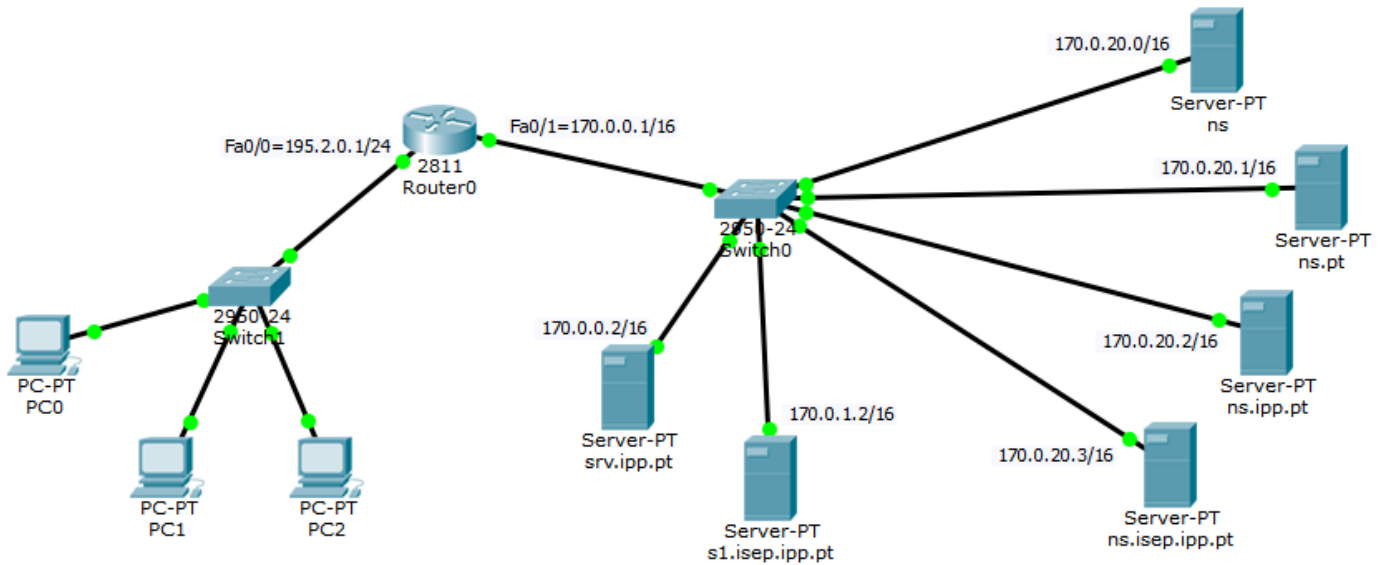 170.0.20.0/16
Server-PT
ns
Fa0/0=195.2.0.1/24
2811
Router0
Fa0/1=170.0.0.1/16
170.0.20.1/16
Server-PT
ns.pt
2950-24
Switch0
2950-24
Switch1
170.0.20.2/16
Server-PT
ns.ipp.pt
PC-PT
PC0
170.0.0.2/16
Server-PT
srv.ipp.pt
170.0.1.2/16
Server-PT
s1.isep.ipp.pt
170.0.20.3/16
Server-PT
ns.isep.ipp.pt
PC-PT
PC1
PC-PT
PC2